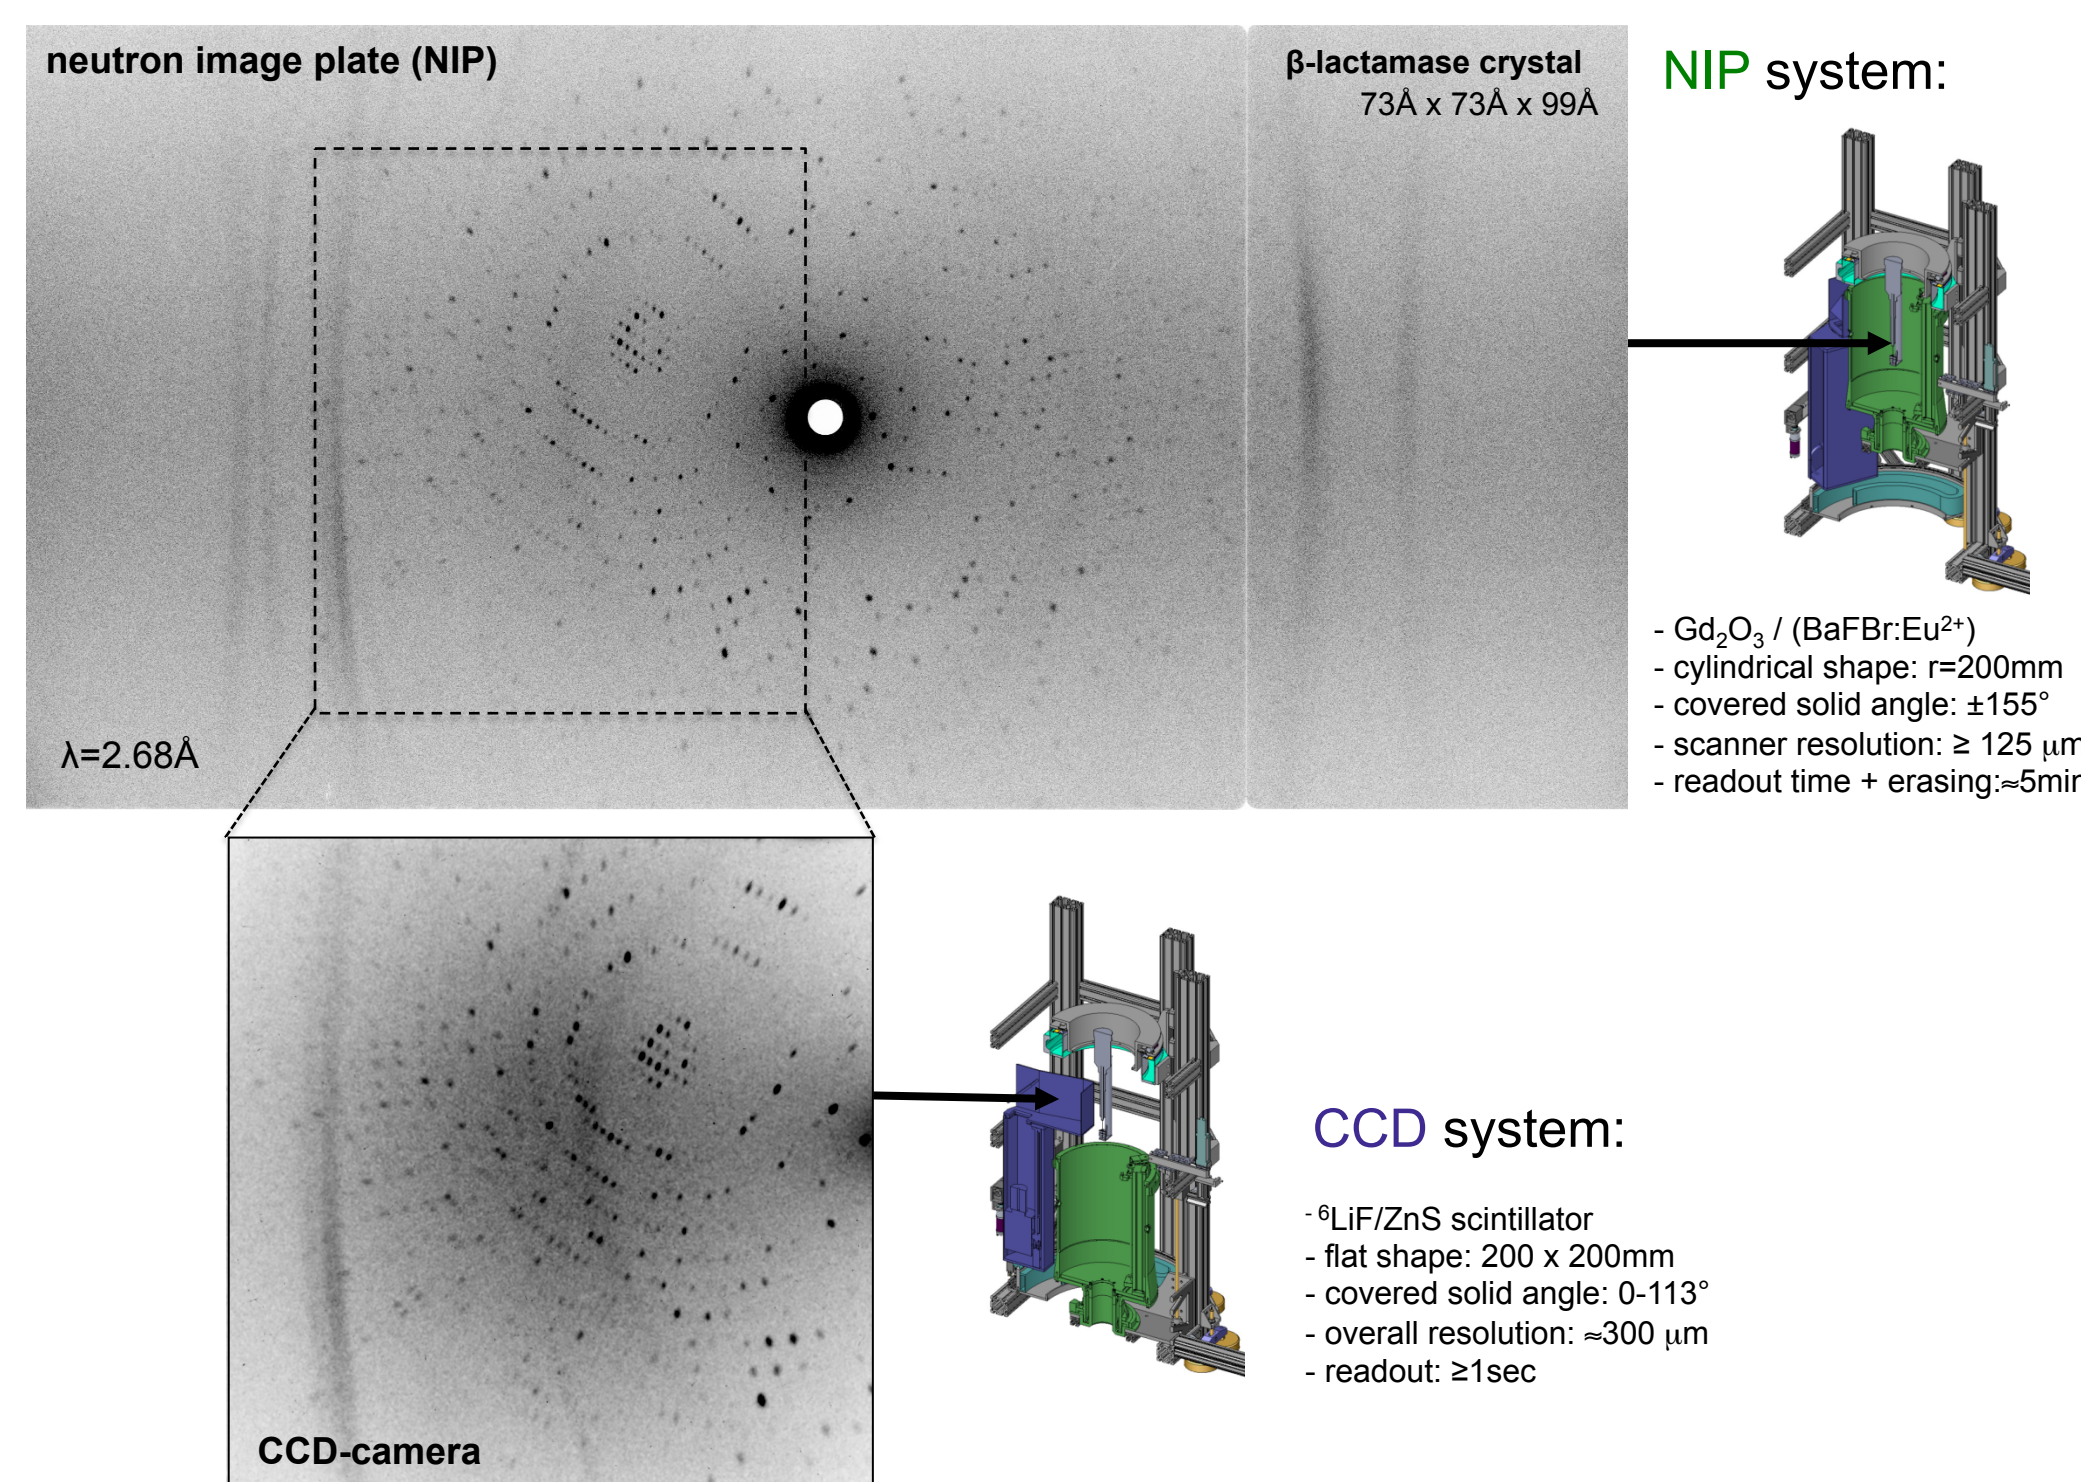 neutron image plate (NIP)
β-lactamase crystal
73Å x 73Å x 99Å
λ=2.68Å
NIP system:
- Gd₂O₃ / (BaFBr:Eu²⁺)
- cylindrical shape: r=200mm
- covered solid angle: ±155°
- scanner resolution: ≥ 125 μm
- readout time + erasing:≈5min
CCD-camera
CCD system:
- ⁶LiF/ZnS scintillator
- flat shape: 200 x 200mm
- covered solid angle: 0-113°
- overall resolution: ≈300 μm
- readout: ≥1sec